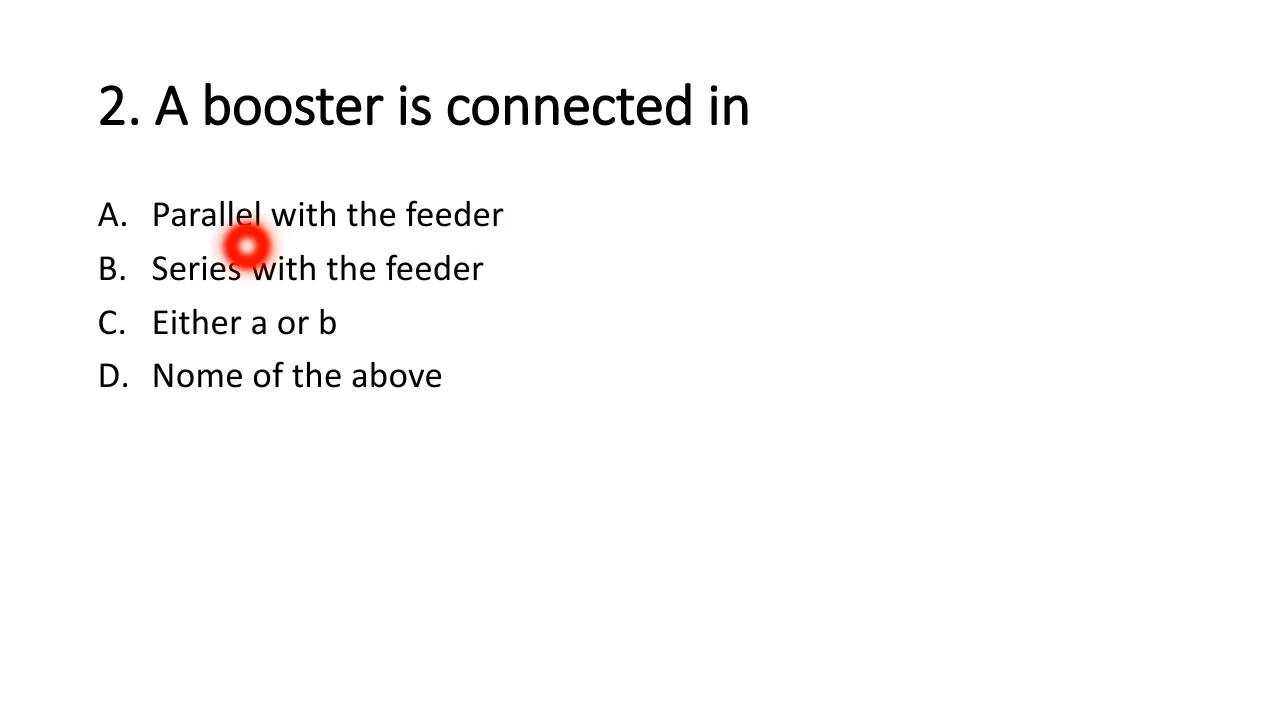 2. A booster is connected in
A. Parallel with the feeder
B. Series with the feeder
C. Either a or b
D. Nome of the above